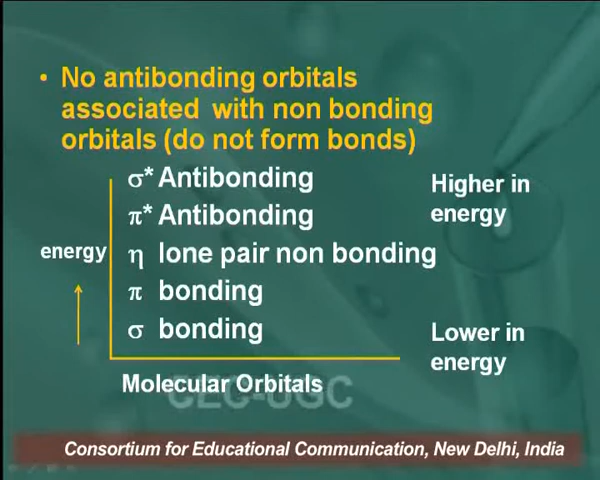 • No antibonding orbitals
associated with non bonding
orbitals (do not form bonds)
σ* Antibonding
π* Antibonding
Higher in
energy
energy
η lone pair non bonding
π bonding
σ bonding
Lower in
energy
Molecular Orbitals
CEC-UGC
Consortium for Educational Communication, New Delhi, India